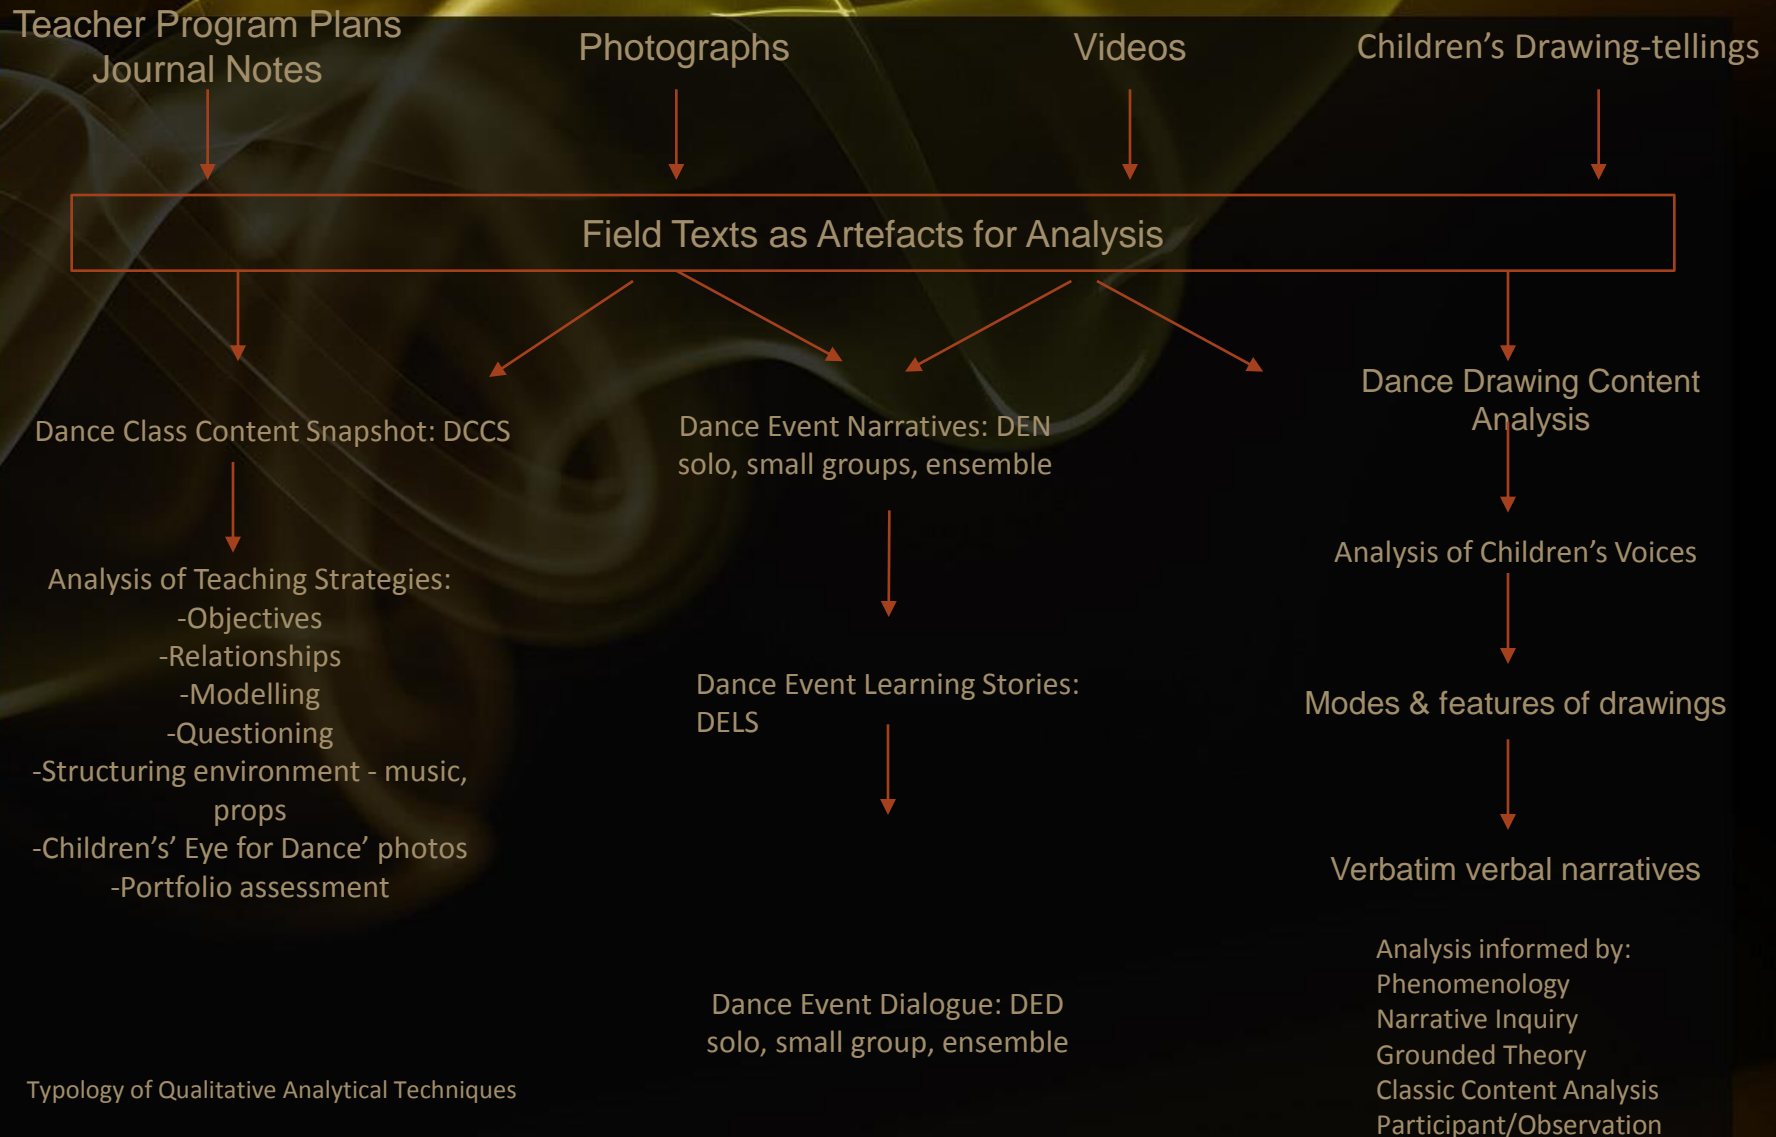 Teacher Program Plans
Journal Notes
Photographs
Videos
Children’s Drawing-tellings
Field Texts as Artefacts for Analysis
Dance Class Content Snapshot: DCCS
Analysis of Teaching Strategies:
-Objectives
-Relationships
-Modelling
-Questioning
-Structuring environment - music,
props
-Children’s’ Eye for Dance’ photos
-Portfolio assessment
Dance Event Narratives: DEN
solo, small groups, ensemble
Dance Event Learning Stories:
DELS
Dance Event Dialogue: DED
solo, small group, ensemble
Dance Drawing Content
Analysis
Analysis of Children’s Voices
Modes & features of drawings
Verbatim verbal narratives
Analysis informed by:
Phenomenology
Narrative Inquiry
Grounded Theory
Classic Content Analysis
Participant/Observation
Typology of Qualitative Analytical Techniques